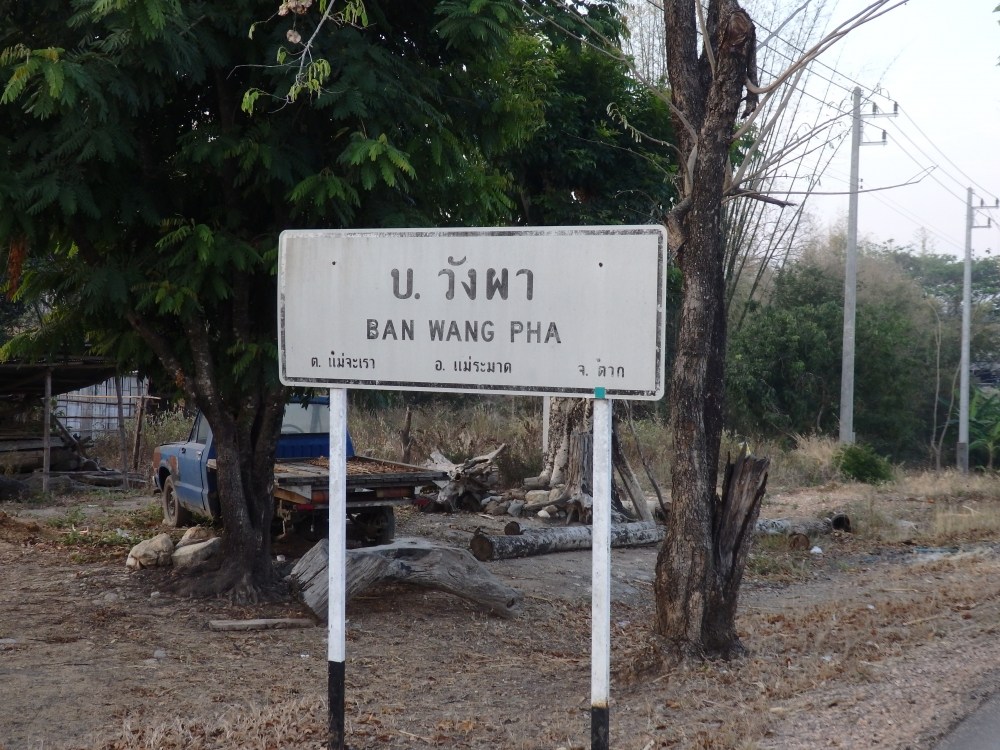 บ. วังผา
BAN WANG PHA
ต. แม่จะเรา อ. แม่ระมาด จ. ตาก